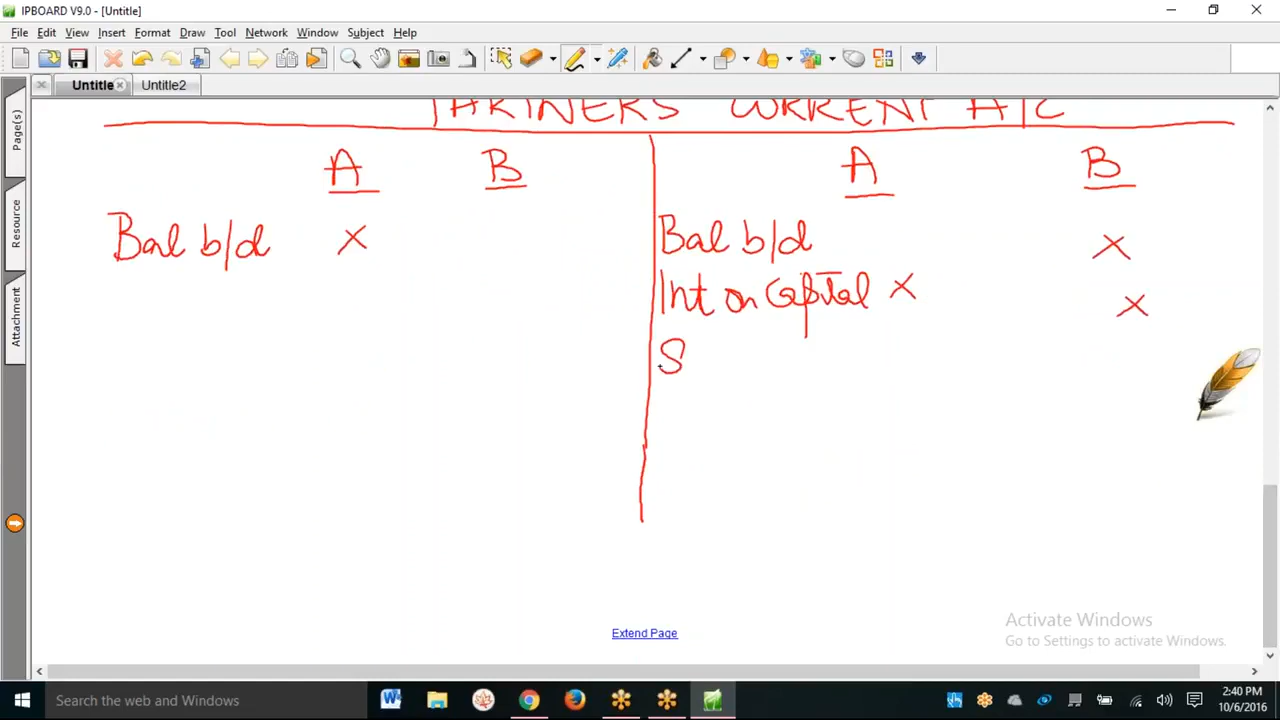 IPBOARD V9.0 - [Untitle]
File Edit View Insert Format Draw Tool Network Window Subject Help
Untitle Untitle2
Page(s)
Resource
Attachment
PARTNERS CURRENT A/C
A B A B
Bal b/d X Bal b/d X
Int on Capital X X
S
Extend Page
Activate Windows
Go to Settings to activate Windows.
Search the web and Windows
2:40 PM
10/6/2016